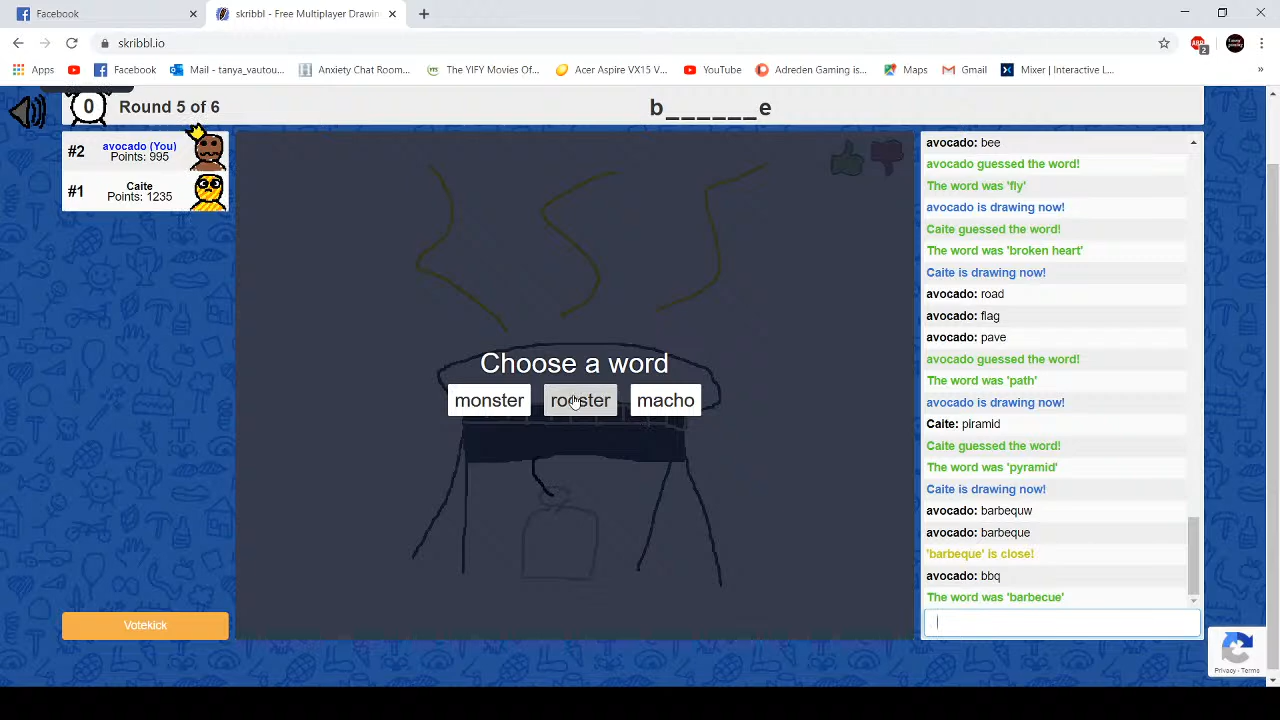 Facebook
skribbl - Free Multiplayer Drawin
skribbl.io
2
Apps
Facebook
Mail - tanya_vautou...
Anxiety Chat Room...
The YIFY Movies Of...
Acer Aspire VX15 V...
YouTube
Adreden Gaming is...
Maps
Gmail
Mixer | Interactive L...
0
Round 5 of 6
b______e
#2
avocado (You)
Points: 995
#1
Caite
Points: 1235
Choose a word
monster
rooster
macho
avocado: bee
avocado guessed the word!
The word was 'fly'
avocado is drawing now!
Caite guessed the word!
The word was 'broken heart'
Caite is drawing now!
avocado: road
avocado: flag
avocado: pave
avocado guessed the word!
The word was 'path'
avocado is drawing now!
Caite: piramid
Caite guessed the word!
The word was 'pyramid'
Caite is drawing now!
avocado: barbequw
avocado: barbeque
'barbeque' is close!
avocado: bbq
The word was 'barbecue'
Votekick
Privacy - Terms